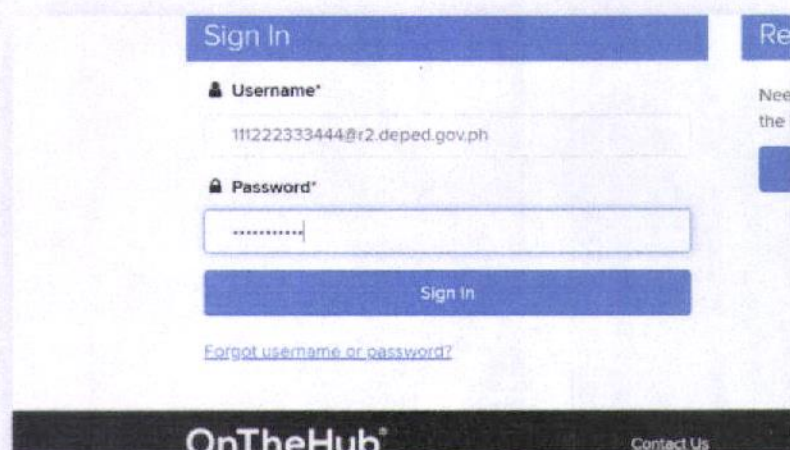 Sign In
Username*
111222333444@r2.deped.gov.ph
Password*
Sign In
Forgot username or password?
Re
Nee
the
OnTheHub®
Contact Us